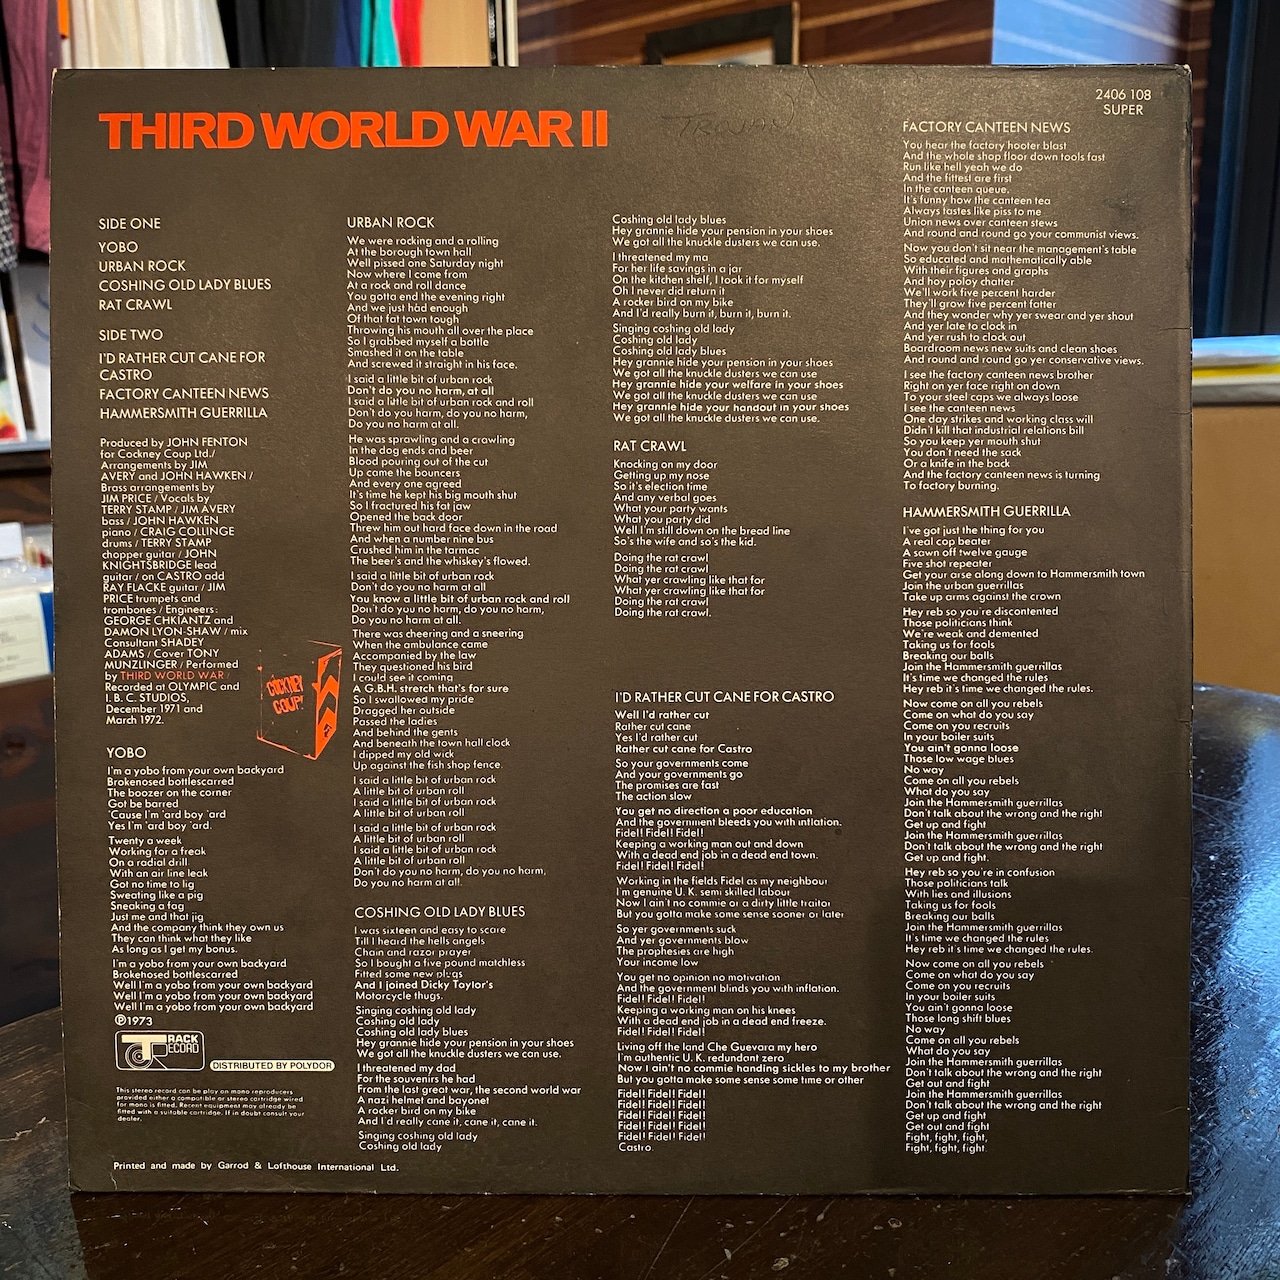 THIRD WORLD WAR II
2406 108
SUPER
SIDE ONE
YOBO
URBAN ROCK
COSHING OLD LADY BLUES
RAT CRAWL
SIDE TWO
I'D RATHER CUT CANE FOR
CASTRO
FACTORY CANTEEN NEWS
HAMMERSMITH GUERRILLA
Produced by JOHN FENTON
for Cockney Coup Ltd./
Arrangements by JIM
AVERY and JOHN HAWKEN /
Brass arrangements by
JIM PRICE / Vocals by
TERRY STAMP / JIM AVERY
bass / JOHN HAWKEN
piano / CRAIG COLLINGE
drums / TERRY STAMP
chopper guitar / JOHN
KNIGHTSBRIDGE lead
guitar / on CASTRO add
RAY FLACKE guitar / JIM
PRICE trumpets and
trombones / Engineers:
GEORGE CHKIANTZ and
DAMON LYON-SHAW / mix
Consultant SHADEY
ADAMS / Cover TONY
MUNZLINGER / Performed
by THIRD WORLD WAR /
Recorded at OLYMPIC and
I.B.C. STUDIOS,
December 1971 and
March 1972.
COCKNEY
COUP!
YOBO
I'm a yobo from your own backyard
Brokenosed bottlescarred
The boozer on the corner
Got be barred
'Cause I'm 'ard boy 'ard
Yes I'm 'ard boy 'ard.
Twenty a week
Working for a freak
On a radial drill
With an air line leak
Got no time to lig
Sweating like a pig
Sneaking a fag
Just me and that jig
And the company think they own us
They can think what they like
As long as I get my bonus.
I'm a yobo from your own backyard
Brokehosed bottlescarred
Well I'm a yobo from your own backyard
Well I'm a yobo from your own backyard
Well I'm a yobo from your own backyard
℗1973
TRACK
RECORD
DISTRIBUTED BY POLYDOR
This stereo record can be play on mono reproducers
provided either a compatible or stereo cartridge wired
for mono is fitted. Recent equipment may already be
fitted with a suitable cartridge. If in doubt consult your
dealer.
Printed and made by Garrod & Lofthouse International Ltd.
URBAN ROCK
We were rocking and a rolling
At the borough town hall
Well pissed one Saturday night
Now where I come from
At a rock and roll dance
You gotta end the evening right
And we just had enough
Of that fat town tough
Throwing his mouth all over the place
So I grabbed myself a bottle
Smashed it on the table
And screwed it straight in his face.
I said a little bit of urban rock
Don't do you no harm, at all
I said a little bit of urban rock and roll
Don't do you harm, do you no harm,
Do you no harm at all.
He was sprawling and a crawling
In the dog ends and beer
Blood pouring out of the cut
Up came the bouncers
And every one agreed
It's time he kept his big mouth shut
So I fractured his fat jaw
Opened the back door
Threw him out hard face down in the road
And when a number nine bus
Crushed him in the tarmac
The beer's and the whiskey's flowed.
I said a little bit of urban rock
Don't do you no harm at all
You know a little bit of urban rock and roll
Don't do you no harm, do you no harm,
Do you no harm at all.
There was cheering and a sneering
When the ambulance came
Accompanied by the law
They questioned his bird
I could see it coming
A G.B.H. stretch that's for sure
So I swallowed my pride
Dragged her outside
Passed the ladies
And behind the gents
And beneath the town hall clock
I dipped my old wick
Up against the fish shop fence.
I said a little bit of urban rock
A little bit of urban roll
I said a little bit of urban rock
A little bit of urban roll
I said a little bit of urban rock
A little bit of urban roll
I said a little bit of urban rock
A little bit of urban roll
Don't do you no harm, do you no harm,
Do you no harm at all.
COSHING OLD LADY BLUES
I was sixteen and easy to scare
Till I heard the hells angels
Chain and razor prayer
So I bought a five pound matchless
Fitted some new plugs
And I joined Dicky Taylor's
Motorcycle thugs.
Singing coshing old lady
Coshing old lady
Coshing old lady blues
Hey grannie hide your pension in your shoes
We got all the knuckle dusters we can use.
I threatened my dad
For the souvenirs he had
From the last great war, the second world war
A nazi helmet and bayonet
A rocker bird on my bike
And I'd really cane it, cane it, cane it.
Singing coshing old lady
Coshing old lady
Coshing old lady blues
Hey grannie hide your pension in your shoes
We got all the knuckle dusters we can use.
I threatened my ma
For her life savings in a jar
On the kitchen shelf, I took it for myself
Oh I never did return it
A rocker bird on my bike
And I'd really burn it, burn it, burn it.
Singing coshing old lady
Coshing old lady
Coshing old lady blues
Hey grannie hide your pension in your shoes
We got all the knuckle dusters we can use
Hey grannie hide your welfare in your shoes
We got all the knuckle dusters we can use
Hey grannie hide your handout in your shoes
We got all the knuckle dusters we can use.
RAT CRAWL
Knocking on my door
Getting up my nose
So it's election time
And any verbal goes
What your party wants
What you party did
Well I'm still down on the bread line
So's the wife and so's the kid.
Doing the rat crawl
Doing the rat crawl
What yer crawling like that for
What yer crawling like that for
Doing the rat crawl
Doing the rat crawl.
I'D RATHER CUT CANE FOR CASTRO
Well I'd rather cut
Rather cut cane
Yes I'd rather cut
Rather cut cane for Castro
So your governments come
And your governments go
The promises are fast
The action slow
You get no direction a poor education
And the government bleeds you with inflation.
Fidel! Fidel! Fidel!
Keeping a working man out and down
With a dead end job in a dead end town.
Fidel! Fidel! Fidel!
Working in the fields Fidel as my neighbour
I'm genuine U.K. semi skilled labour
Now I ain't no commie or a dirty little traitor
But you gotta make some sense sooner or later
So yer governments suck
And yer governments blow
The prophesies are high
Your income low
You get no opinion no motivation
And the government blinds you with inflation.
Fidel! Fidel! Fidel!
Keeping a working man on his knees
With a dead end job in a dead end freeze.
Fidel! Fidel! Fidel!
Living off the land Che Guevara my hero
I'm authentic U.K. redundant zero
Now I ain't no commie handing sickles to my brother
But you gotta make some sense some time or other
Fidel! Fidel! Fidel!
Fidel! Fidel! Fidel!
Fidel! Fidel! Fidel!
Fidel! Fidel! Fidel!
Fidel! Fidel! Fidel!
Castro.
FACTORY CANTEEN NEWS
You hear the factory hooter blast
And the whole shop floor down tools fast
Run like hell yeah we do
And the fittest are first
In the canteen queue.
It's funny how the canteen tea
Always tastes like piss to me
Union news over canteen stews
And round and round go your communist views.
Now you don't sit near the management's table
So educated and mathematically able
With their figures and graphs
And hoy poloy chatter
We'll work five percent harder
They'll grow five percent fatter
And they wonder why yer swear and yer shout
And yer late to clock in
And yer rush to clock out
Boardroom news new suits and clean shoes
And round and round go yer conservative views.
I see the factory canteen news brother
Right on yer face right on down
To your steel caps we always loose
I see the canteen news
One day strikes and working class will
Didn't kill that industrial relations bill
So you keep yer mouth shut
You don't need the sack
Or a knife in the back
And the factory canteen news is turning
To factory burning.
HAMMERSMITH GUERRILLA
I've got just the thing for you
A real cop beater
A sawn off twelve gauge
Five shot repeater
Get your arse along down to Hammersmith town
Join the urban guerrillas
Take up arms against the crown
Hey reb so you're discontented
Those politicians think
We're weak and demented
Taking us for fools
Breaking our balls
Join the Hammersmith guerrillas
It's time we changed the rules
Hey reb it's time we changed the rules.
Now come on all you rebels
Come on what do you say
Come on you recruits
In your boiler suits
You ain't gonna loose
Those low wage blues
No way
Come on all you rebels
What do you say
Join the Hammersmith guerrillas
Don't talk about the wrong and the right
Get up and fight
Join the Hammersmith guerrillas
Don't talk about the wrong and the right
Get up and fight.
Hey reb so you're in confusion
Those politicians talk
With lies and illusions
Taking us for fools
Breaking our balls
Join the Hammersmith guerrillas
It's time we changed the rules
Hey reb it's time we changed the rules.
Now come on all you rebels
Come on what do you say
Come on you recruits
In your boiler suits
You ain't gonna loose
Those long shift blues
No way
Come on all you rebels
What do you say
Join the Hammersmith guerrillas
Don't talk about the wrong and the right
Get out and fight
Join the Hammersmith guerrillas
Don't talk about the wrong and the right
Get up and fight
Get out and fight
Fight, fight, fight,
Fight, fight, fight.